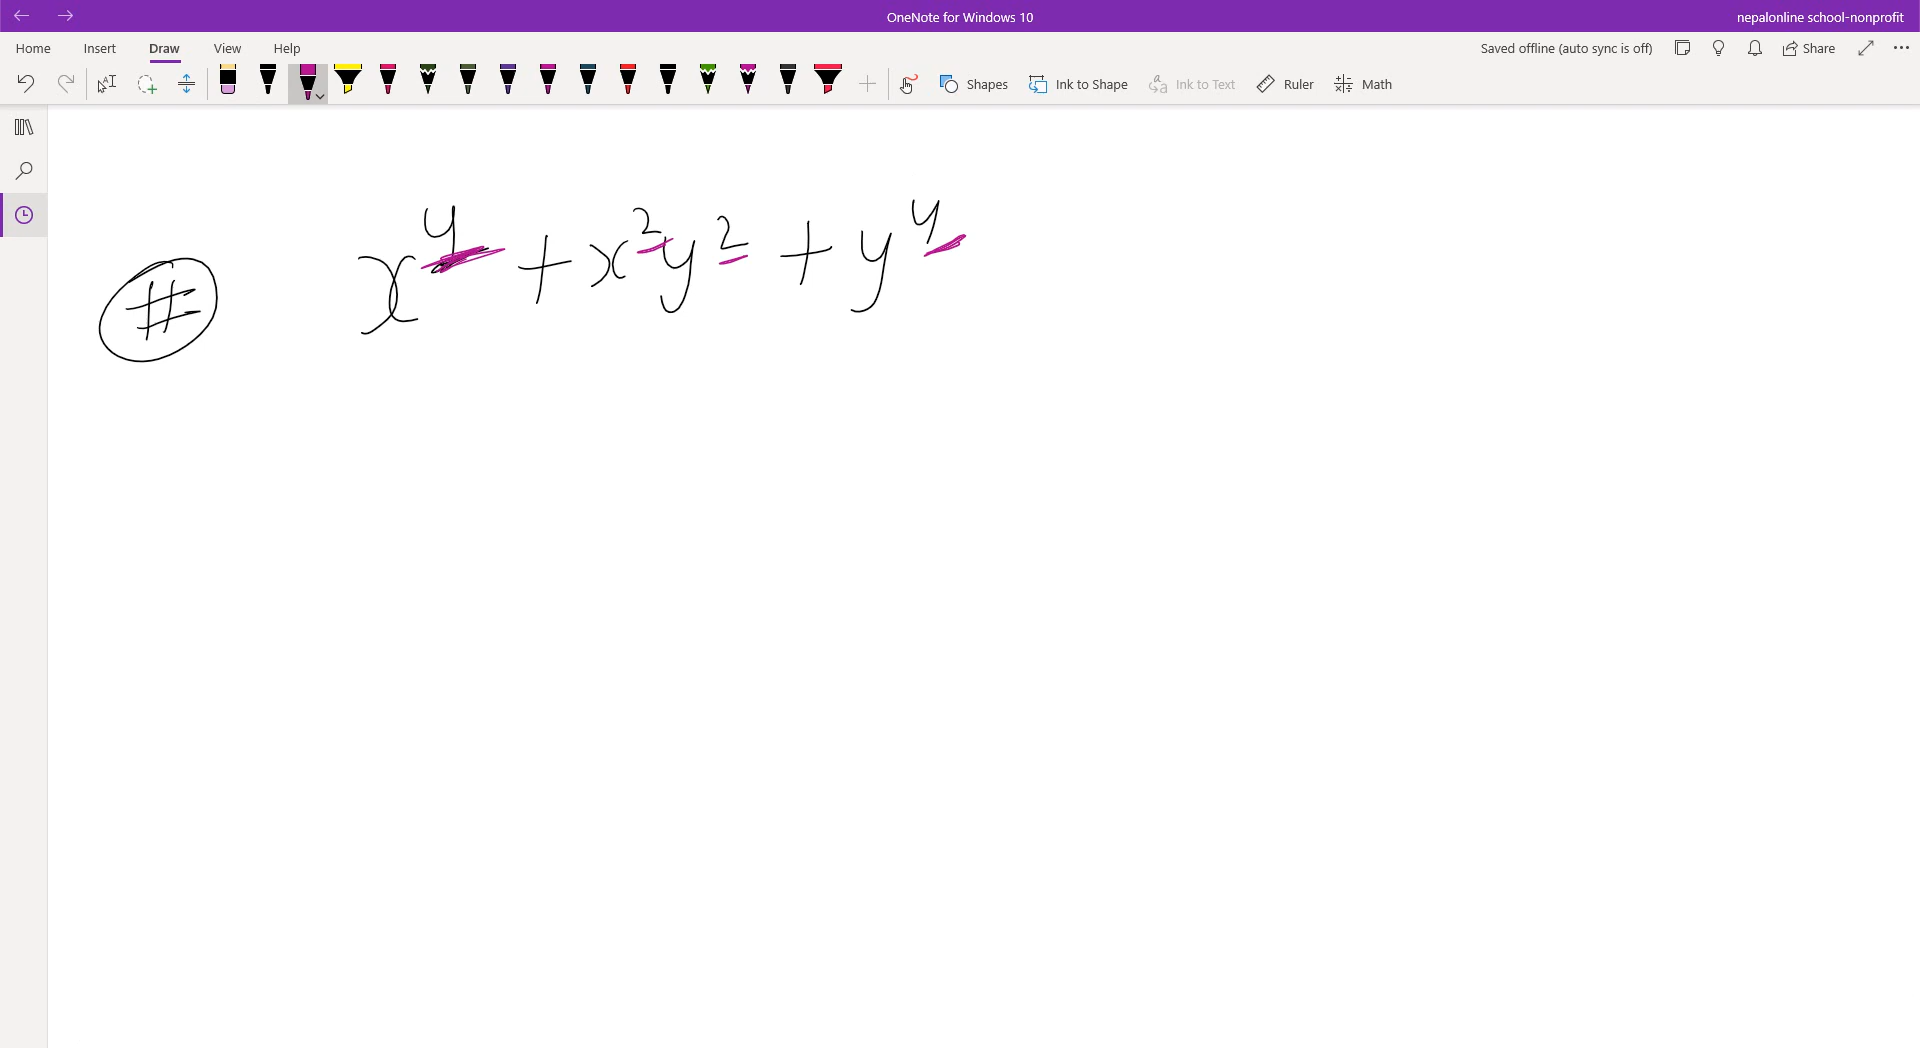 OneNote for Windows 10
nepalonline school-nonprofit
Home Insert Draw View Help
Saved offline (auto sync is off) Share
Shapes Ink to Shape Ink to Text Ruler Math
# x⁴ + x²y² + y⁴